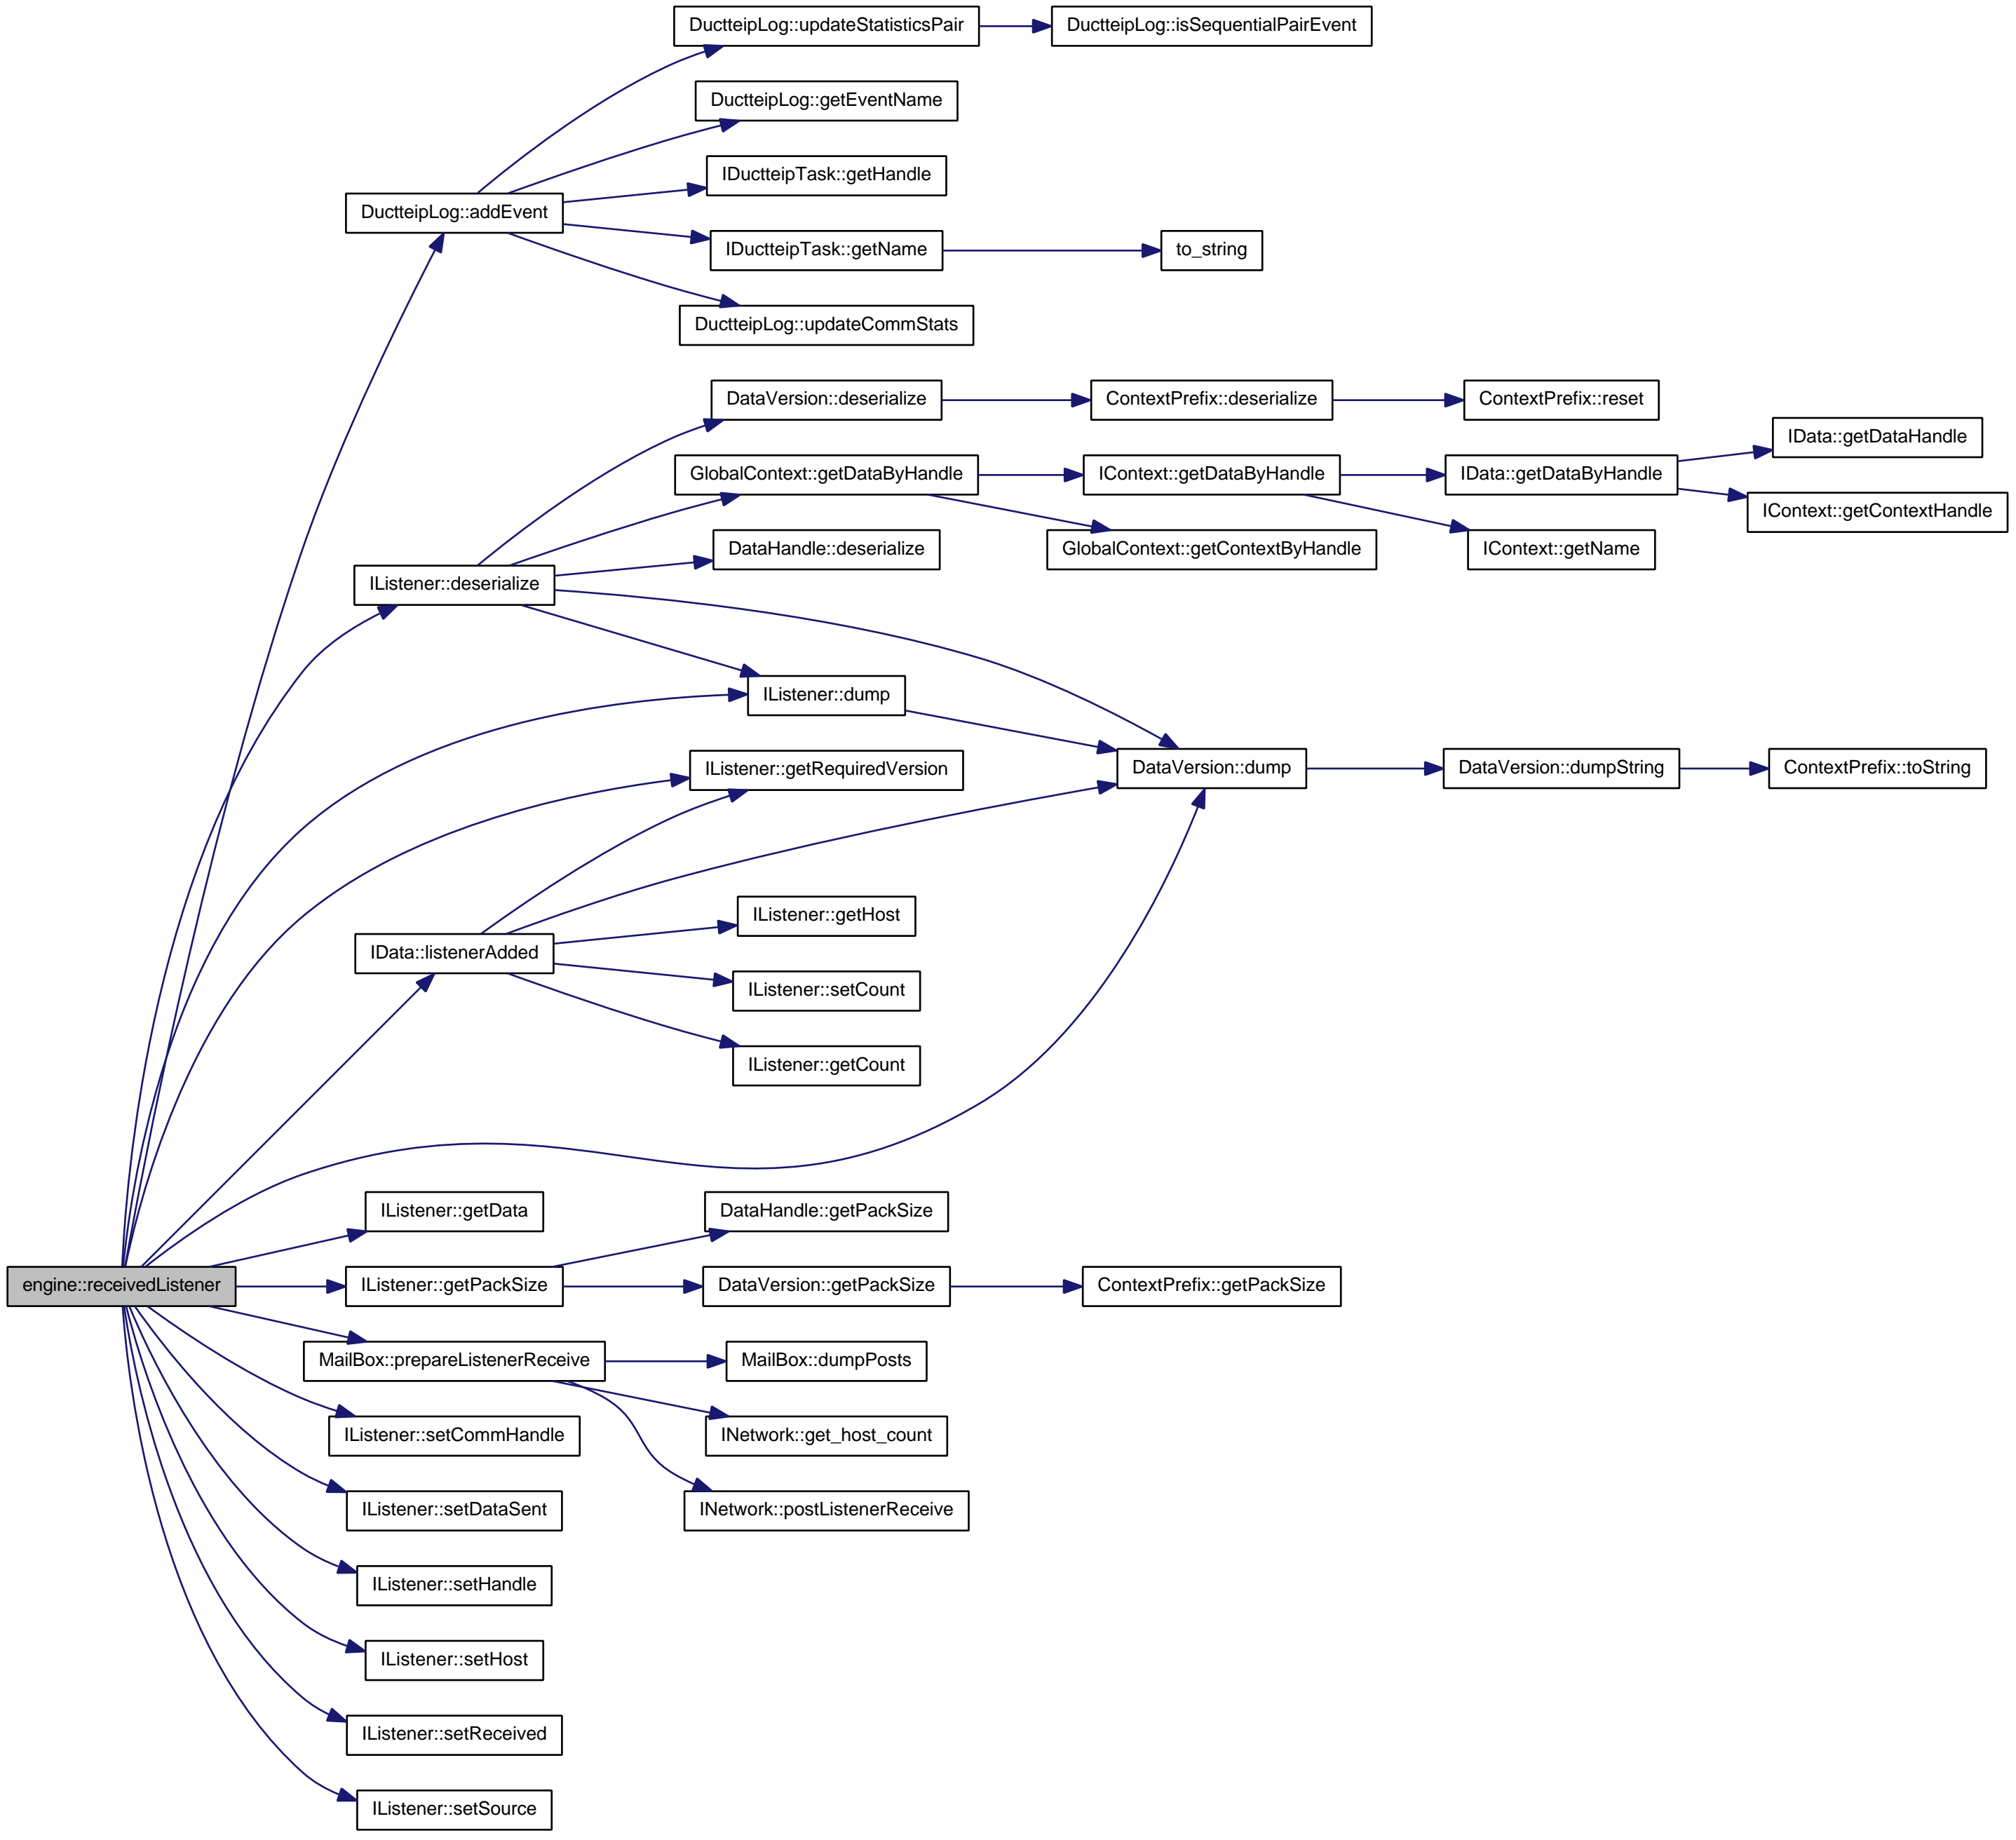 DuctteipLog::updateStatisticsPair
DuctteipLog::isSequentialPairEvent
DuctteipLog::getEventName
IDuctteipTask::getHandle
DuctteipLog::addEvent
IDuctteipTask::getName
to_string
DuctteipLog::updateCommStats
DataVersion::deserialize
ContextPrefix::deserialize
ContextPrefix::reset
IData::getDataHandle
GlobalContext::getDataByHandle
IContext::getDataByHandle
IData::getDataByHandle
IContext::getContextHandle
DataHandle::deserialize
GlobalContext::getContextByHandle
IContext::getName
IListener::deserialize
IListener::dump
IListener::getRequiredVersion
DataVersion::dump
DataVersion::dumpString
ContextPrefix::toString
IListener::getHost
IData::listenerAdded
IListener::setCount
IListener::getCount
IListener::getData
DataHandle::getPackSize
engine::receivedListener
IListener::getPackSize
DataVersion::getPackSize
ContextPrefix::getPackSize
MailBox::prepareListenerReceive
MailBox::dumpPosts
IListener::setCommHandle
INetwork::get_host_count
IListener::setDataSent
INetwork::postListenerReceive
IListener::setHandle
IListener::setHost
IListener::setReceived
IListener::setSource